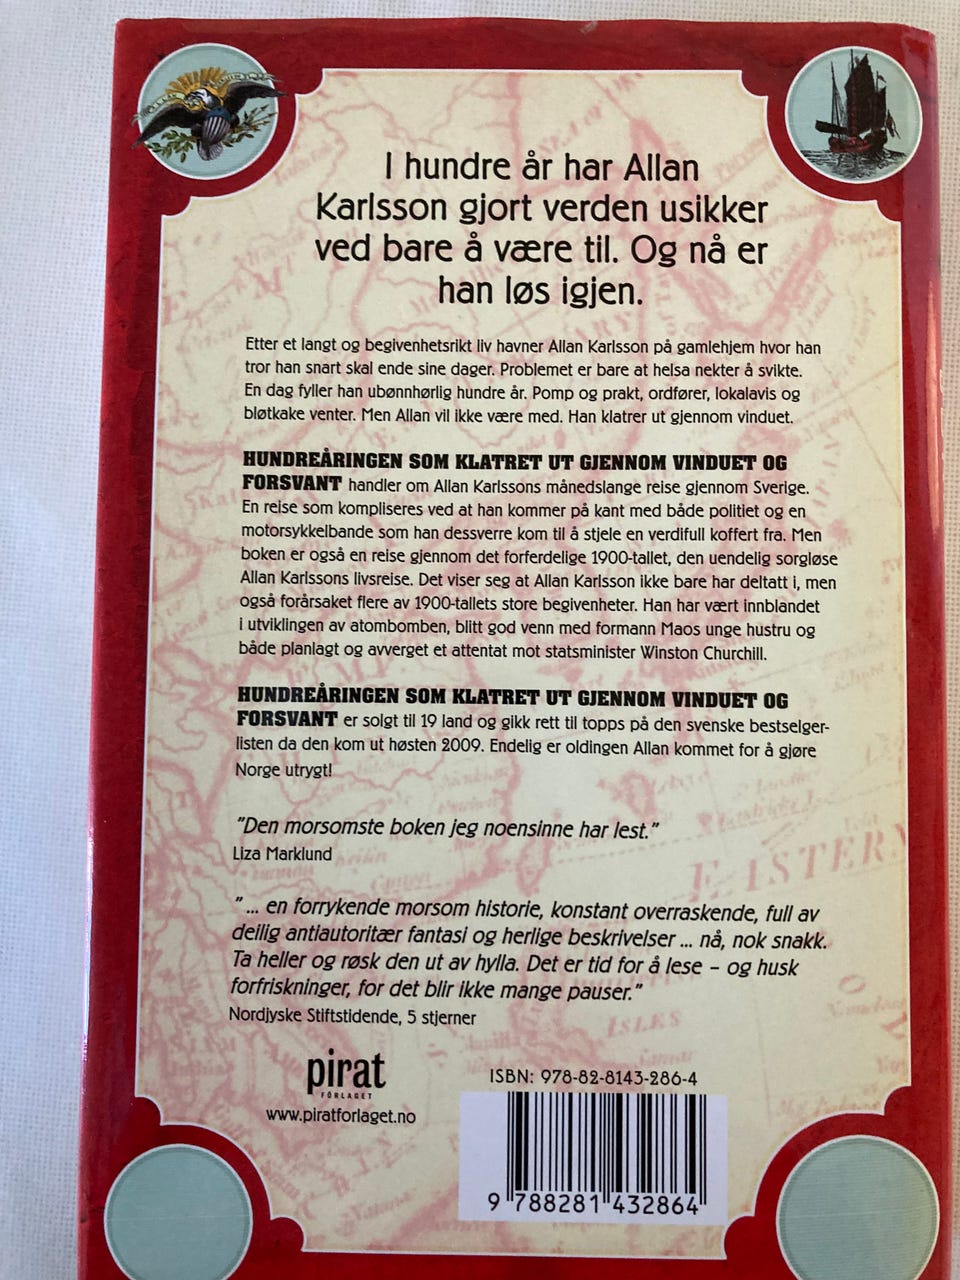 I hundre år har Allan
Karlsson gjort verden usikker
ved bare å være til. Og nå er
han løs igjen.
Etter et langt og begivenhetsrikt liv havner Allan Karlsson på gamlehjem hvor han
tror han snart skal ende sine dager. Problemet er bare at helsa nekter å svikte.
En dag fyller han ubønnhørlig hundre år. Pomp og prakt, ordfører, lokalavis og
bløtkake venter. Men Allan vil ikke være med. Han klatrer ut gjennom vinduet.
HUNDREÅRINGEN SOM KLATRET UT GJENNOM VINDUET OG
FORSVANT handler om Allan Karlssons månedslange reise gjennom Sverige.
En reise som kompliseres ved at han kommer på kant med både politiet og en
motorsykkelbande som han dessverre kom til å stjele en verdifull koffert fra. Men
boken er også en reise gjennom det forferdelige 1900-tallet, den uendelig sorgløse
Allan Karlssons livsreise. Det viser seg at Allan Karlsson ikke bare har deltatt i, men
også forårsaket flere av 1900-tallets store begivenheter. Han har vært innblandet
i utviklingen av atombomben, blitt god venn med formann Maos unge hustru og
både planlagt og avverget et attentat mot statsminister Winston Churchill.
HUNDREÅRINGEN SOM KLATRET UT GJENNOM VINDUET OG
FORSVANT er solgt til 19 land og gikk rett til topps på den svenske bestselger-
listen da den kom ut høsten 2009. Endelig er oldingen Allan kommet for å gjøre
Norge utrygt!
"Den morsomste boken jeg noensinne har lest."
Liza Marklund
"... en forrykende morsom historie, konstant overraskende, full av
deilig antiautoritær fantasi og herlige beskrivelser ... nå, nok snakk.
Ta heller og røsk den ut av hylla. Det er tid for å lese – og husk
forfriskninger, for det blir ikke mange pauser."
Nordjyske Stiftstidende, 5 stjerner
pirat
FORLAGET
www.piratforlaget.no
ISBN: 978-82-8143-286-4
9 788281 432864
EASTERN
ISLES